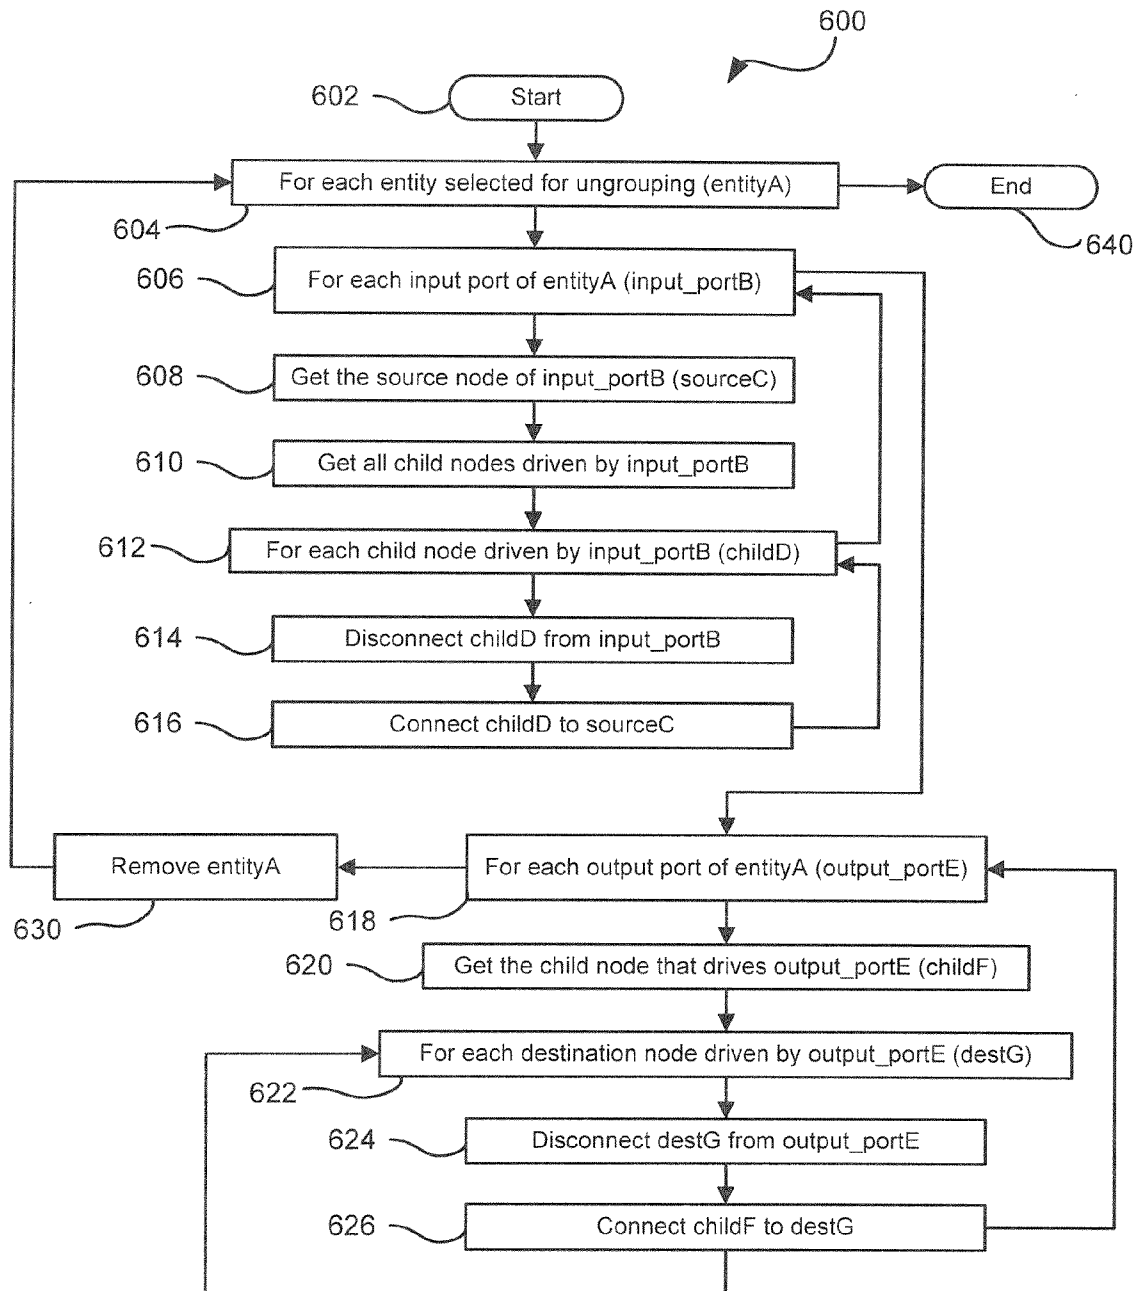 600
602
Start
For each entity selected for ungrouping (entityA)
End
604
640
606
For each input port of entityA (input_portB)
608
Get the source node of input_portB (sourceC)
610
Get all child nodes driven by input_portB
612
For each child node driven by input_portB (childD)
614
Disconnect childD from input_portB
616
Connect childD to sourceC
Remove entityA
For each output port of entityA (output_portE)
630
618
620
Get the child node that drives output_portE (childF)
For each destination node driven by output_portE (destG)
622
624
Disconnect destG from output_portE
626
Connect childF to destG